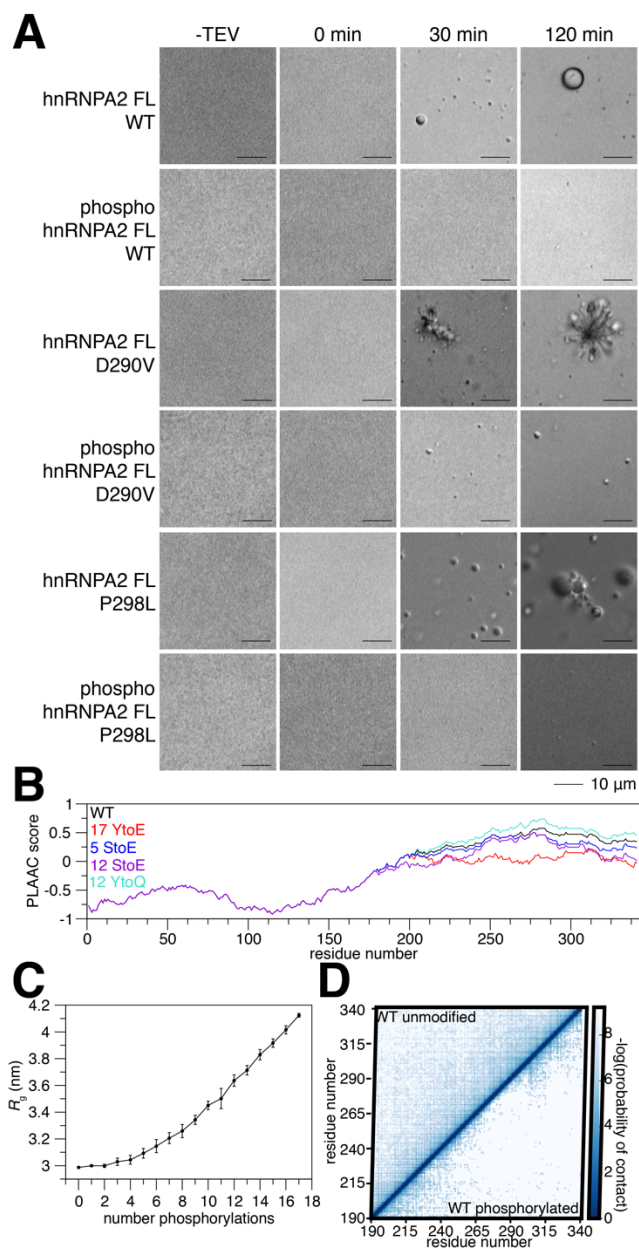 A
-TEV 0 min 30 min 120 min
hnRNPA2 FL
WT
phospho
hnRNPA2 FL
WT
hnRNPA2 FL
D290V
phospho
hnRNPA2 FL
D290V
hnRNPA2 FL
P298L
phospho
hnRNPA2 FL
P298L
10 μm
B
PLAAC score
1
0.5
0
-0.5
-1
WT
17 YtoE
5 StoE
12 StoE
12 YtoQ
0 50 100 150 200 250 300
residue number
C
Rg (nm)
4.2
4
3.8
3.6
3.4
3.2
3
0 2 4 6 8 10 12 14 16 18
number phosphorylations
D
residue number
340
315
290
265
240
215
190
WT unmodified
WT phosphorylated
190 215 240 265 290 315 340
residue number
8
6
4
2
0
-log(probability of contact)